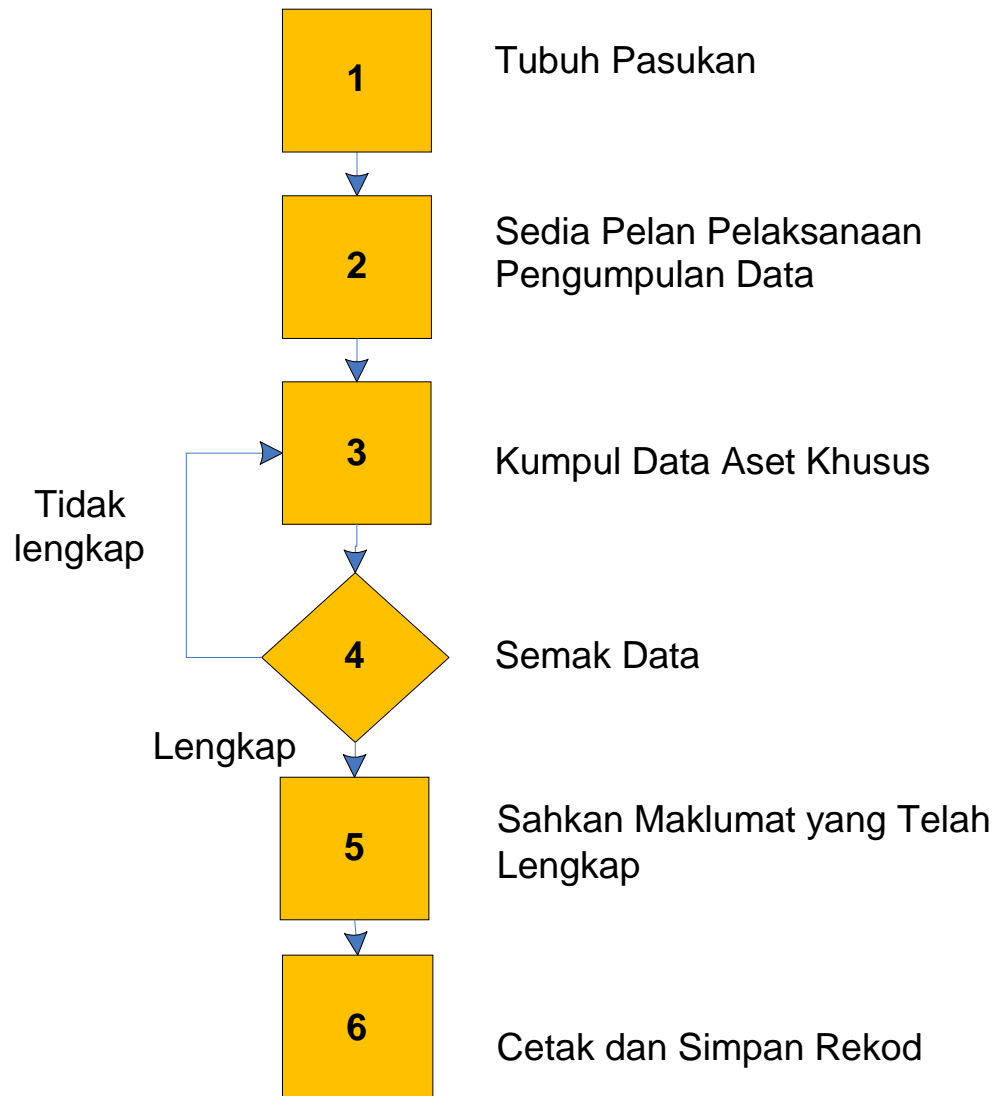 1
Tubuh Pasukan
2
Sedia Pelan Pelaksanaan
Pengumpulan Data
3
Kumpul Data Aset Khusus
Tidak
lengkap
4
Semak Data
Lengkap
5
Sahkan Maklumat yang Telah
Lengkap
6
Cetak dan Simpan Rekod